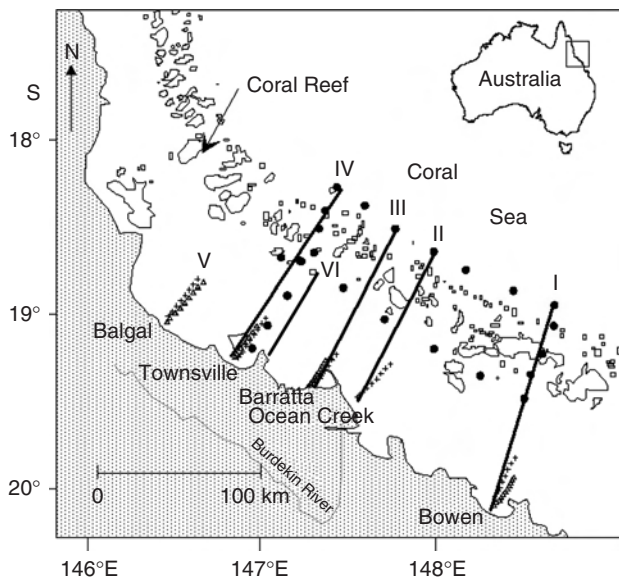 N
S
Australia
Coral Reef
18°
IV
Coral
III
II
Sea
V
VI
I
19°
Balgal
Townsville
Barratta
Ocean Creek
Burdekin River
0
100 km
20°
Bowen
146°E
147°E
148°E